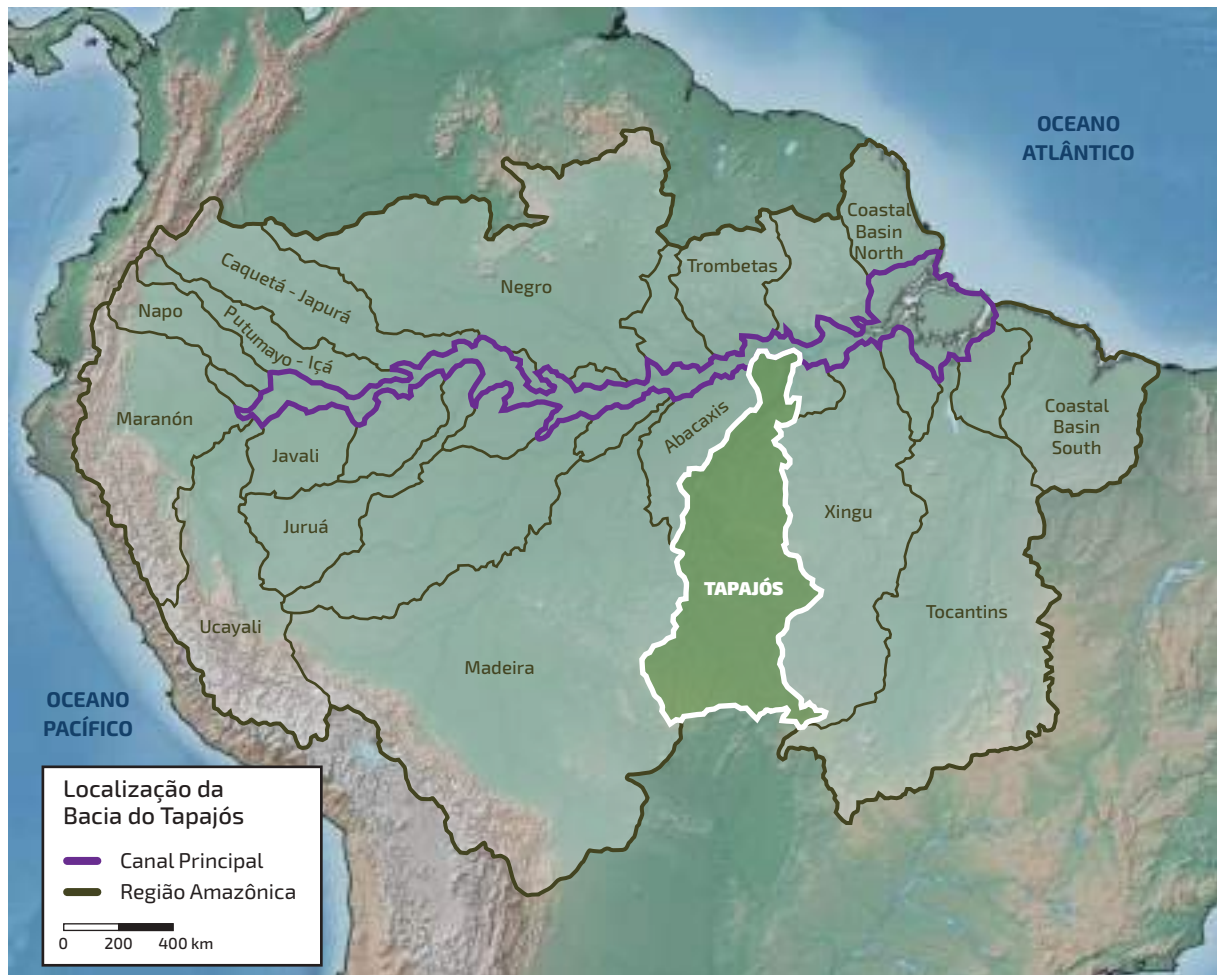 OCEANO
ATLÂNTICO
Coastal
Basin
North
Caquetá - Japurá
Negro
Trombetas
Napo
Putumayo - Içá
Maranón
Abacaxis
Coastal
Basin
South
Javali
Juruá
Xingu
TAPAJÓS
Tocantins
Ucayali
Madeira
OCEANO
PACÍFICO
Localização da
Bacia do Tapajós
Canal Principal
Região Amazônica
0 200 400 km